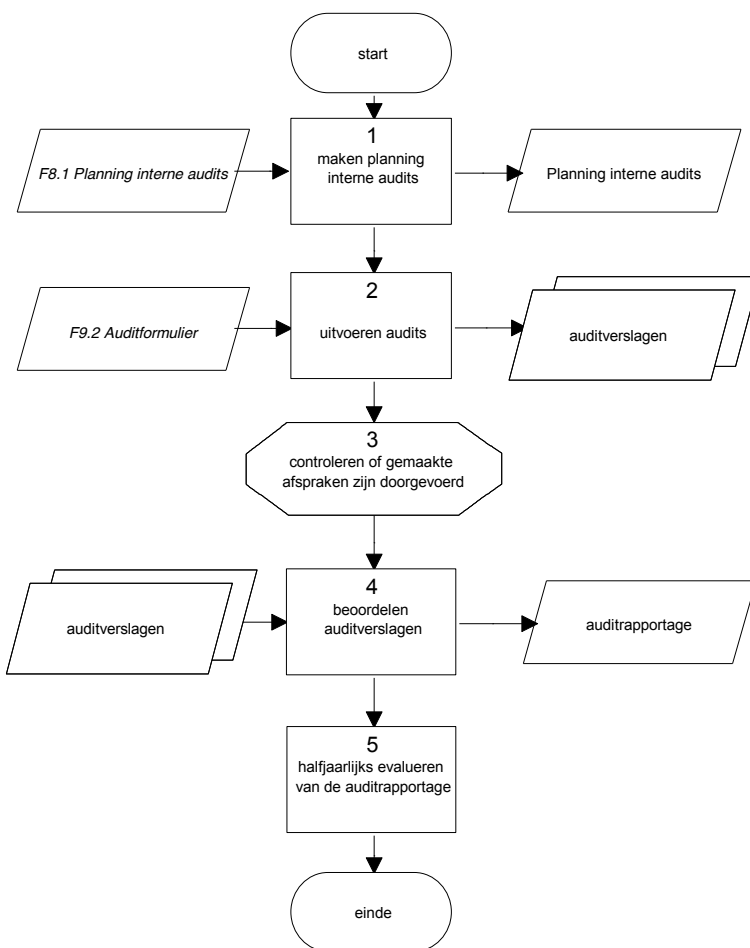 start
1
maken planning
interne audits
F8.1 Planning interne audits
Planning interne audits
2
uitvoeren audits
F9.2 Auditformulier
auditverslagen
3
controleren of gemaakte
afspraken zijn doorgevoerd
4
beoordelen
auditverslagen
auditverslagen
auditrapportage
5
halfjaarlijks evalueren
van de auditrapportage
einde